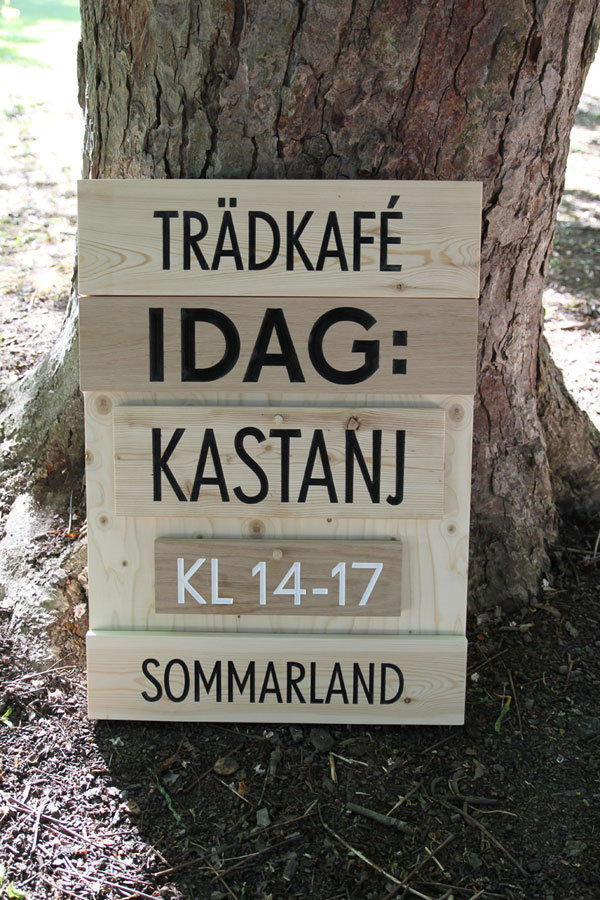 TRÄDKAFÉ
IDAG:
KASTANJ
KL 14-17
SOMMARLAND